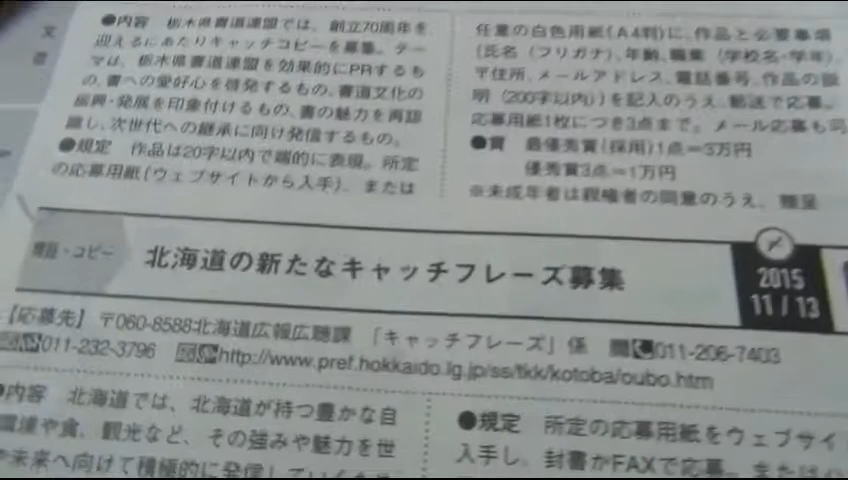 ●内容 栃木県書道連盟では、創立70周年を
迎えるにあたりキャッチコピーを募集。テー
マは、栃木県書道連盟を効果的にPRするも
の、書への愛好心を啓発するもの、書道文化の
振興・発展を印象付けるもの、書の魅力を再認
識し、次世代への継承に向け発信するもの。
●規定 作品は20字以内で端的に表現。所定
の応募用紙(ウェブサイトから入手)、または
任意の白色用紙(A4判)に、作品と必要事項
(氏名(フリガナ)、年齢、職業(学校名・学年)、
〒住所、メールアドレス、電話番号、作品の説
明(200字以内))を記入のうえ、郵送で応募。
応募用紙1枚につき3点まで。メール応募も可
●賞 最優秀賞(採用)1点=3万円
優秀賞3点=1万円
※未成年者は親権者の同意のうえ、贈呈
標語・コピー
北海道の新たなキャッチフレーズ募集
〆
2015
11/13
【応募先】 〒060-8588北海道広報広聴課 「キャッチフレーズ」係 011-206-7403
011-232-3796 http://www.pref.hokkaido.lg.jp/ss/tkk/kotoba/oubo.htm
●内容 北海道では、北海道が持つ豊かな自
環境や食、観光など、その強みや魅力を世
や未来へ向けて積極的に発信していくため
●規定 所定の応募用紙をウェブサイ
入手し、封書かFAXで応募。または